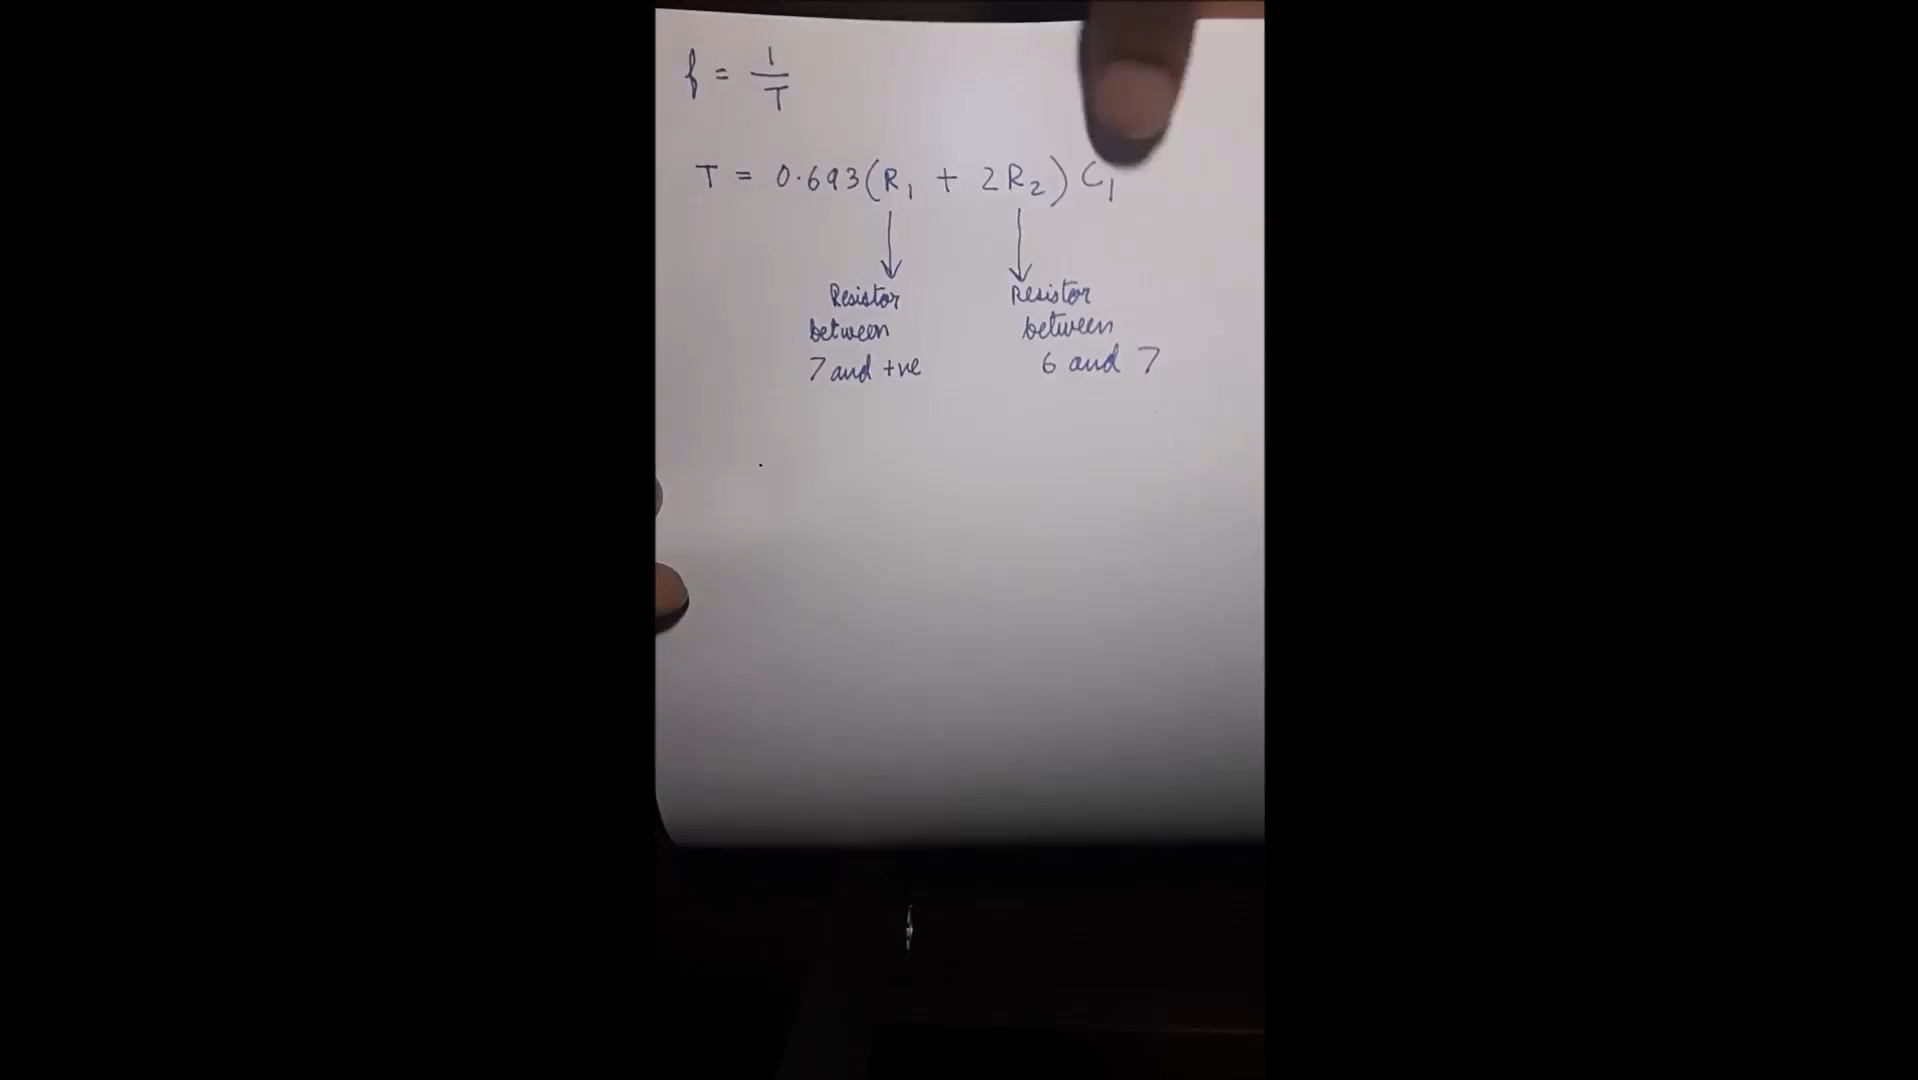 f = 1/T
T = 0.693(R₁ + 2R₂)C₁
Resistor between 7 and +ve
Resistor between 6 and 7